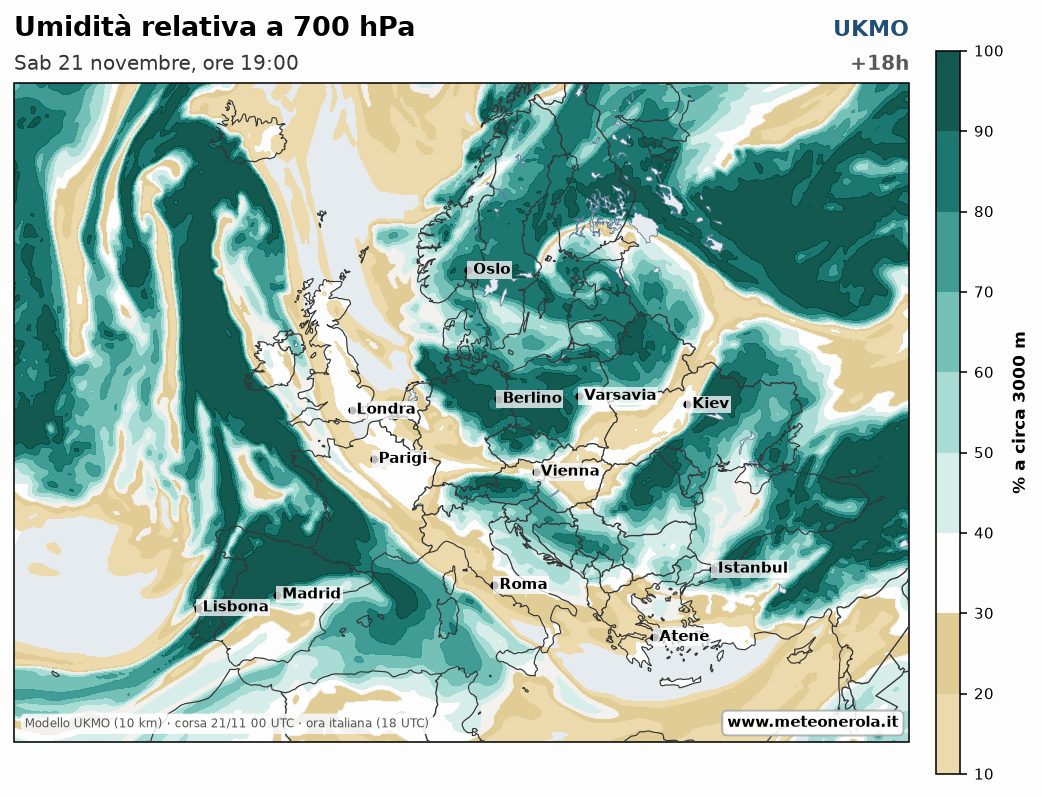 Umidità relativa a 700 hPa
UKMO
Sab 21 novembre, ore 19:00
+18h
100
90
80
70
60
50
40
30
20
10
% a circa 3000 m
Oslo
Berlino
Varsavia
Kiev
Londra
Parigi
Vienna
Istanbul
Roma
Madrid
Lisbona
Atene
Modello UKMO (10 km) · corsa 21/11 00 UTC · ora italiana (18 UTC)
www.meteonerola.it